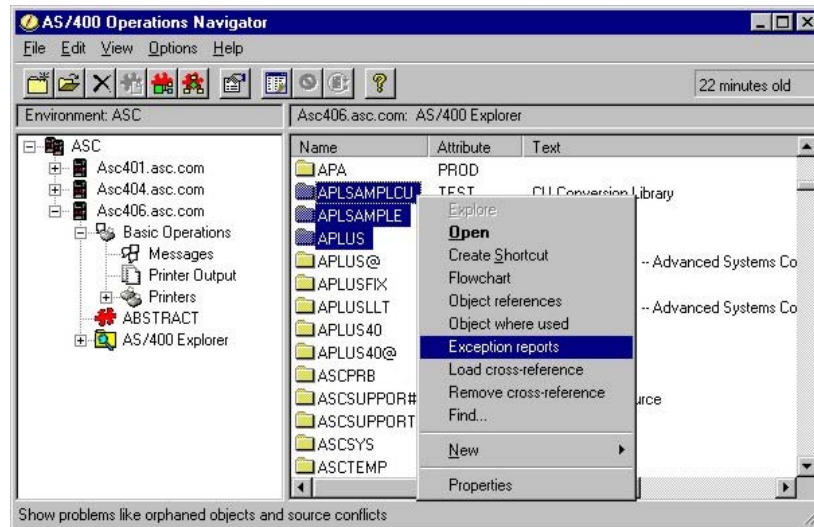 AS/400 Operations Navigator
File Edit View Options Help
22 minutes old
Environment: ASC
Asc406.asc.com: AS/400 Explorer
ASC
Asc401.asc.com
Asc404.asc.com
Asc406.asc.com
Basic Operations
Messages
Printer Output
Printers
ABSTRACT
AS/400 Explorer
Name Attribute Text
APA PROD
APLSAMPLCU TEST CU Conversion Library
APLSAMPLE
APLUS
APLUS@ -- Advanced Systems Co
APLUSFIX
APLUSLLT -- Advanced Systems Co
APLUS40
APLUS40@
ASCPRB
ASCSUPPOR# urce
ASCSUPPORT
ASCSYS
ASCTEMP
Explore
Open
Create Shortcut
Flowchart
Object references
Object where used
Exception reports
Load cross-reference
Remove cross-reference
Find...
New
Properties
Show problems like orphaned objects and source conflicts